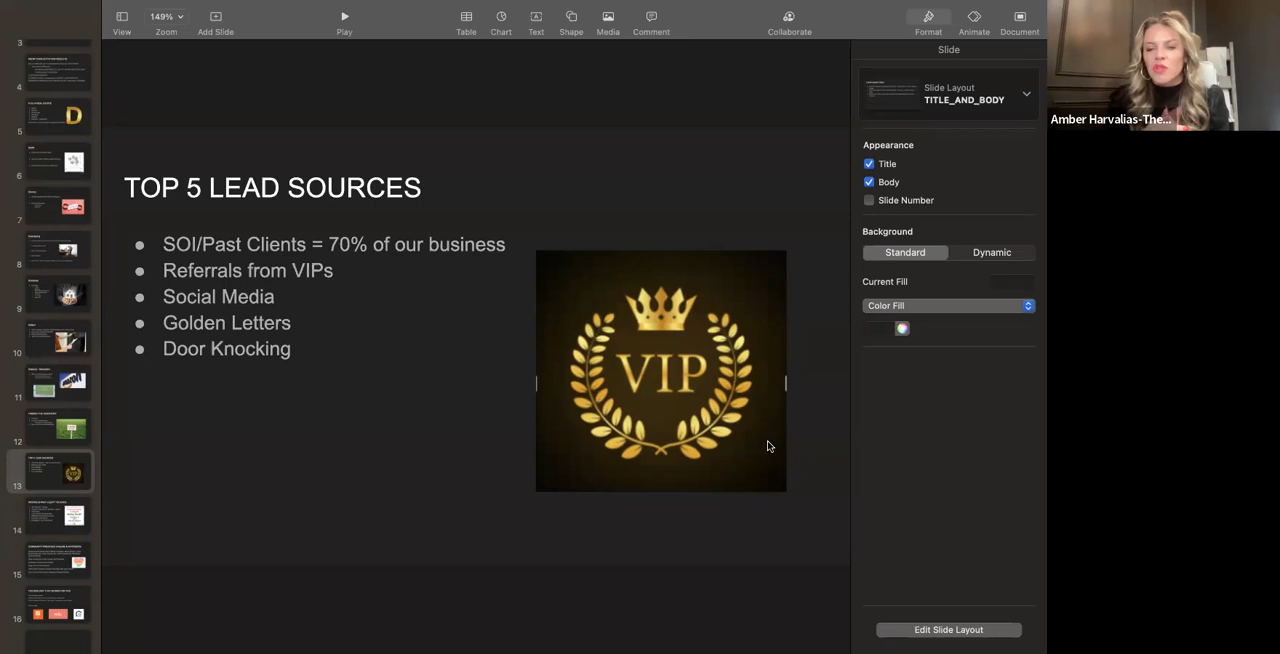 149%
View
Zoom
Add Slide
Play
Table
Chart
Text
Shape
Media
Comment
Collaborate
Format
Animate
Document
Slide
Slide Layout
TITLE_AND_BODY
Appearance
Title
Body
Slide Number
Background
Standard
Dynamic
Current Fill
Color Fill
Edit Slide Layout
3
4
5
6
7
8
9
10
11
12
13
14
15
16
TOP 5 LEAD SOURCES
SOI/Past Clients = 70% of our business
Referrals from VIPs
Social Media
Golden Letters
Door Knocking
VIP
Amber Harvalias-The...